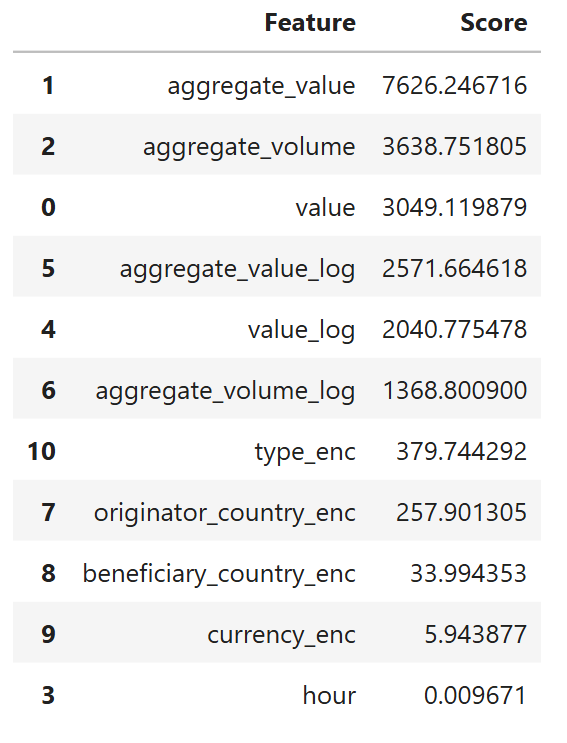 Feature Score
1 aggregate_value 7626.246716
2 aggregate_volume 3638.751805
0 value 3049.119879
5 aggregate_value_log 2571.664618
4 value_log 2040.775478
6 aggregate_volume_log 1368.800900
10 type_enc 379.744292
7 originator_country_enc 257.901305
8 beneficiary_country_enc 33.994353
9 currency_enc 5.943877
3 hour 0.009671